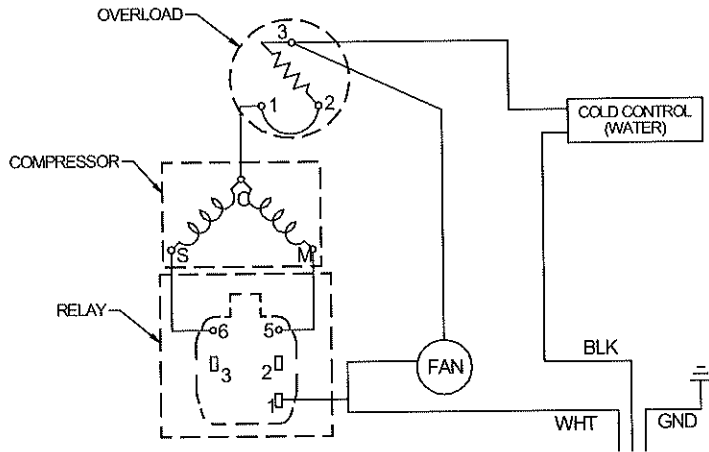 OVERLOAD
3
1
2
COLD CONTROL
(WATER)
COMPRESSOR
C
S
M
RELAY
6
5
3
2
1
FAN
BLK
WHT
GND